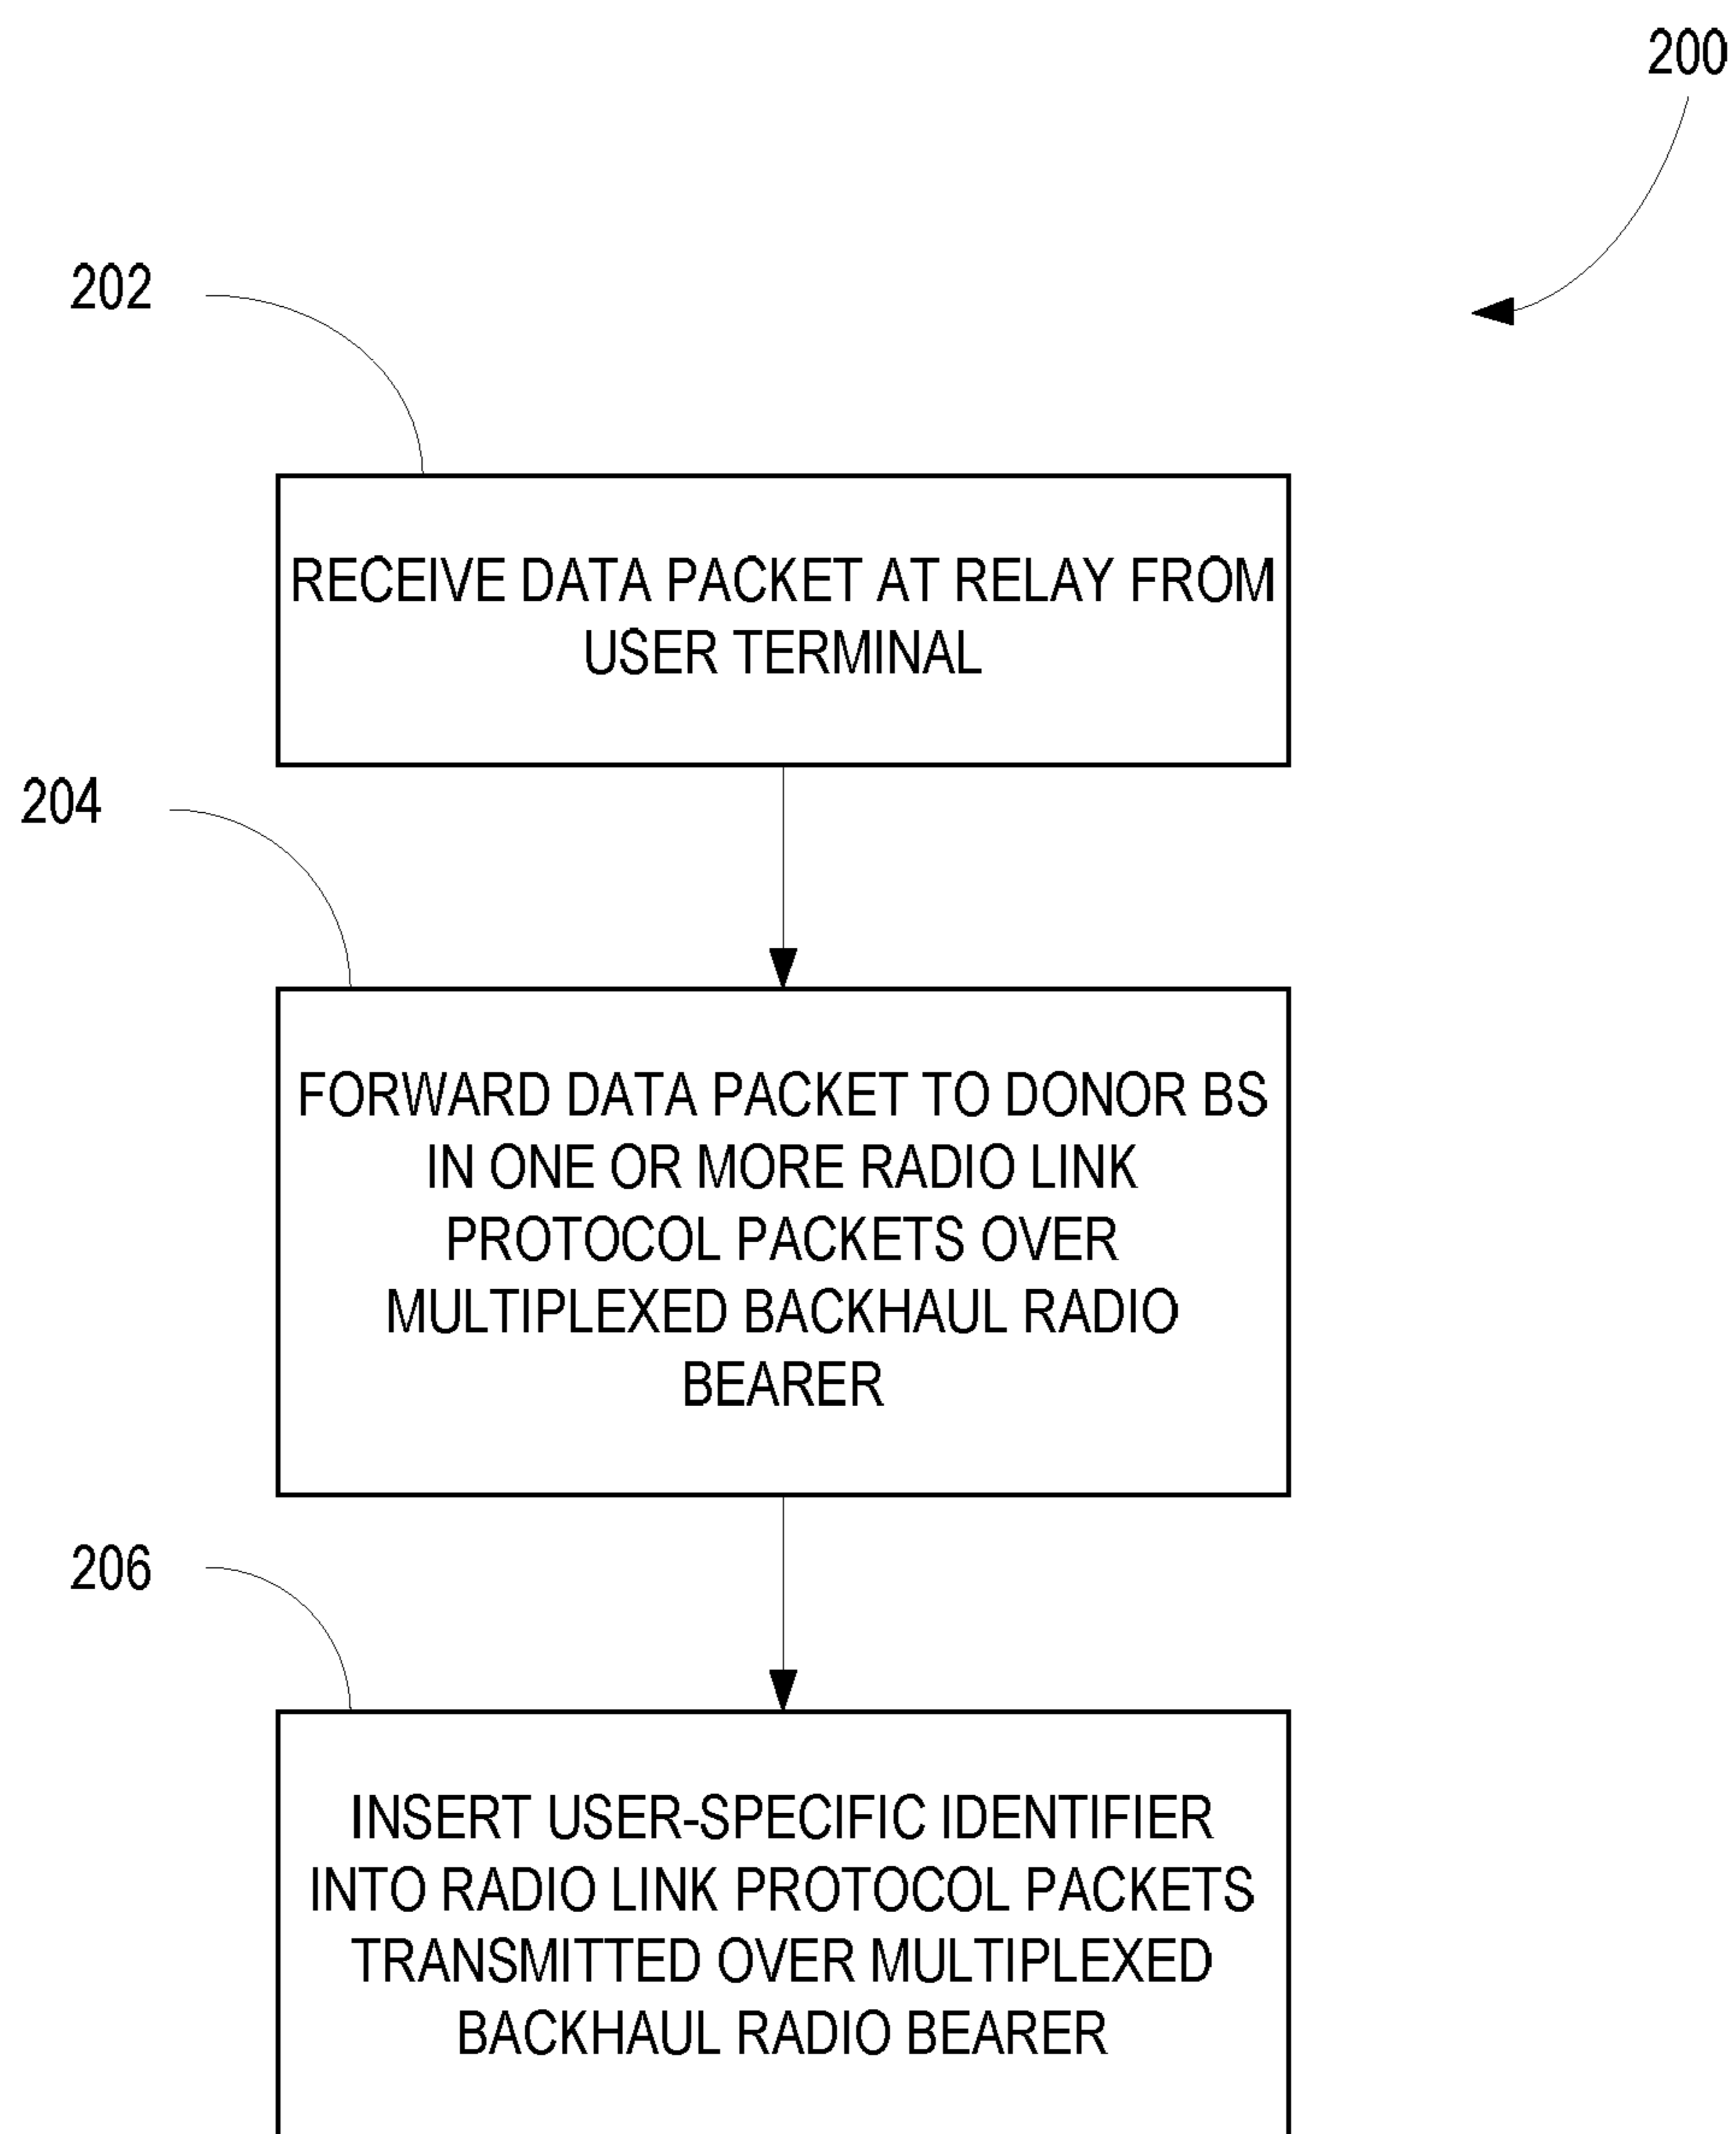 200
202
RECEIVE DATA PACKET AT RELAY FROM
USER TERMINAL
204
FORWARD DATA PACKET TO DONOR BS
IN ONE OR MORE RADIO LINK
PROTOCOL PACKETS OVER
MULTIPLEXED BACKHAUL RADIO
BEARER
206
INSERT USER-SPECIFIC IDENTIFIER
INTO RADIO LINK PROTOCOL PACKETS
TRANSMITTED OVER MULTIPLEXED
BACKHAUL RADIO BEARER